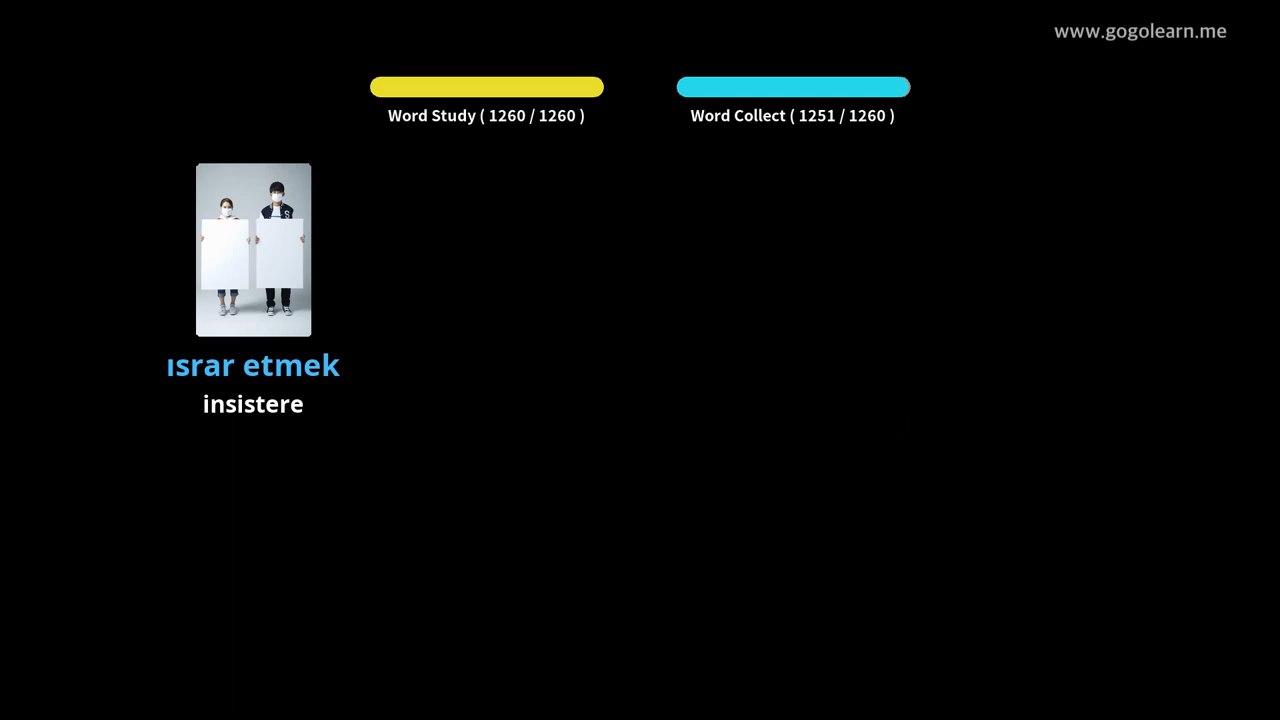 www.gogolearn.me
Word Study ( 1260 / 1260 )
Word Collect ( 1251 / 1260 )
S
ısrar etmek
insistere